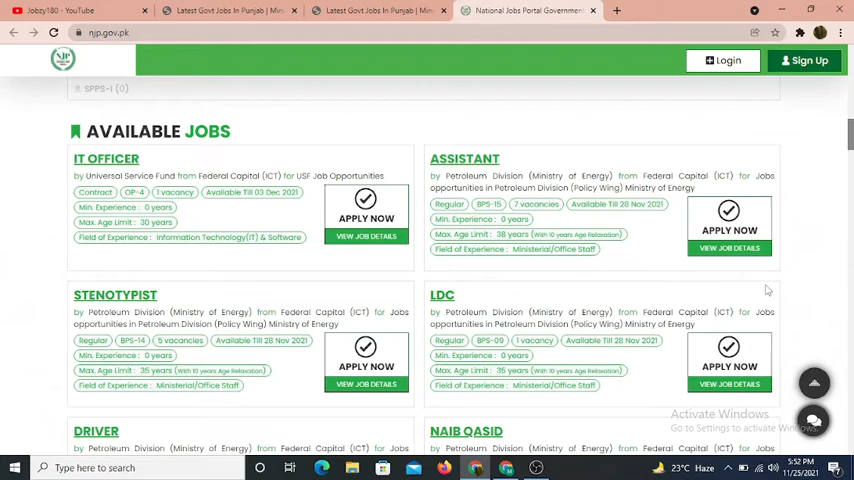 Jobzy180 - YouTube
Latest Govt Jobs In Punjab | Min
Latest Govt Jobs In Punjab | Min
National Jobs Portal Government
njp.gov.pk
NJP
Login
Sign Up
SPPS-I (0)
AVAILABLE JOBS
IT OFFICER
by Universal Service Fund from Federal Capital (ICT) for USF Job Opportunities
Contract OP-4 1 vacancy Available Till 03 Dec 2021
Min. Experience : 0 years
Max. Age Limit : 30 years
Field of Experience : Information Technology(IT) & Software
APPLY NOW
VIEW JOB DETAILS
ASSISTANT
by Petroleum Division (Ministry of Energy) from Federal Capital (ICT) for Jobs
opportunities in Petroleum Division (Policy Wing) Ministry of Energy
Regular BPS-15 7 vacancies Available Till 28 Nov 2021
Min. Experience : 0 years
Max. Age Limit : 38 years (With 10 years Age Relaxation)
Field of Experience : Ministerial/Office Staff
APPLY NOW
VIEW JOB DETAILS
STENOTYPIST
by Petroleum Division (Ministry of Energy) from Federal Capital (ICT) for Jobs
opportunities in Petroleum Division (Policy Wing) Ministry of Energy
Regular BPS-14 5 vacancies Available Till 28 Nov 2021
Min. Experience : 0 years
Max. Age Limit : 35 years (With 10 years Age Relaxation)
Field of Experience : Ministerial/Office Staff
APPLY NOW
VIEW JOB DETAILS
LDC
by Petroleum Division (Ministry of Energy) from Federal Capital (ICT) for Jobs
opportunities in Petroleum Division (Policy Wing) Ministry of Energy
Regular BPS-09 1 vacancy Available Till 28 Nov 2021
Min. Experience : 0 years
Max. Age Limit : 35 years (With 10 years Age Relaxation)
Field of Experience : Ministerial/Office Staff
APPLY NOW
VIEW JOB DETAILS
DRIVER
by Petroleum Division (Ministry of Energy) from Federal Capital (ICT) for Jobs
NAIB QASID
by Petroleum Division (Ministry of Energy) from Federal Capital (ICT) for Jobs
Activate Windows
Go to Settings to activate Windows.
Type here to search
23°C Haze
5:52 PM
11/25/2021